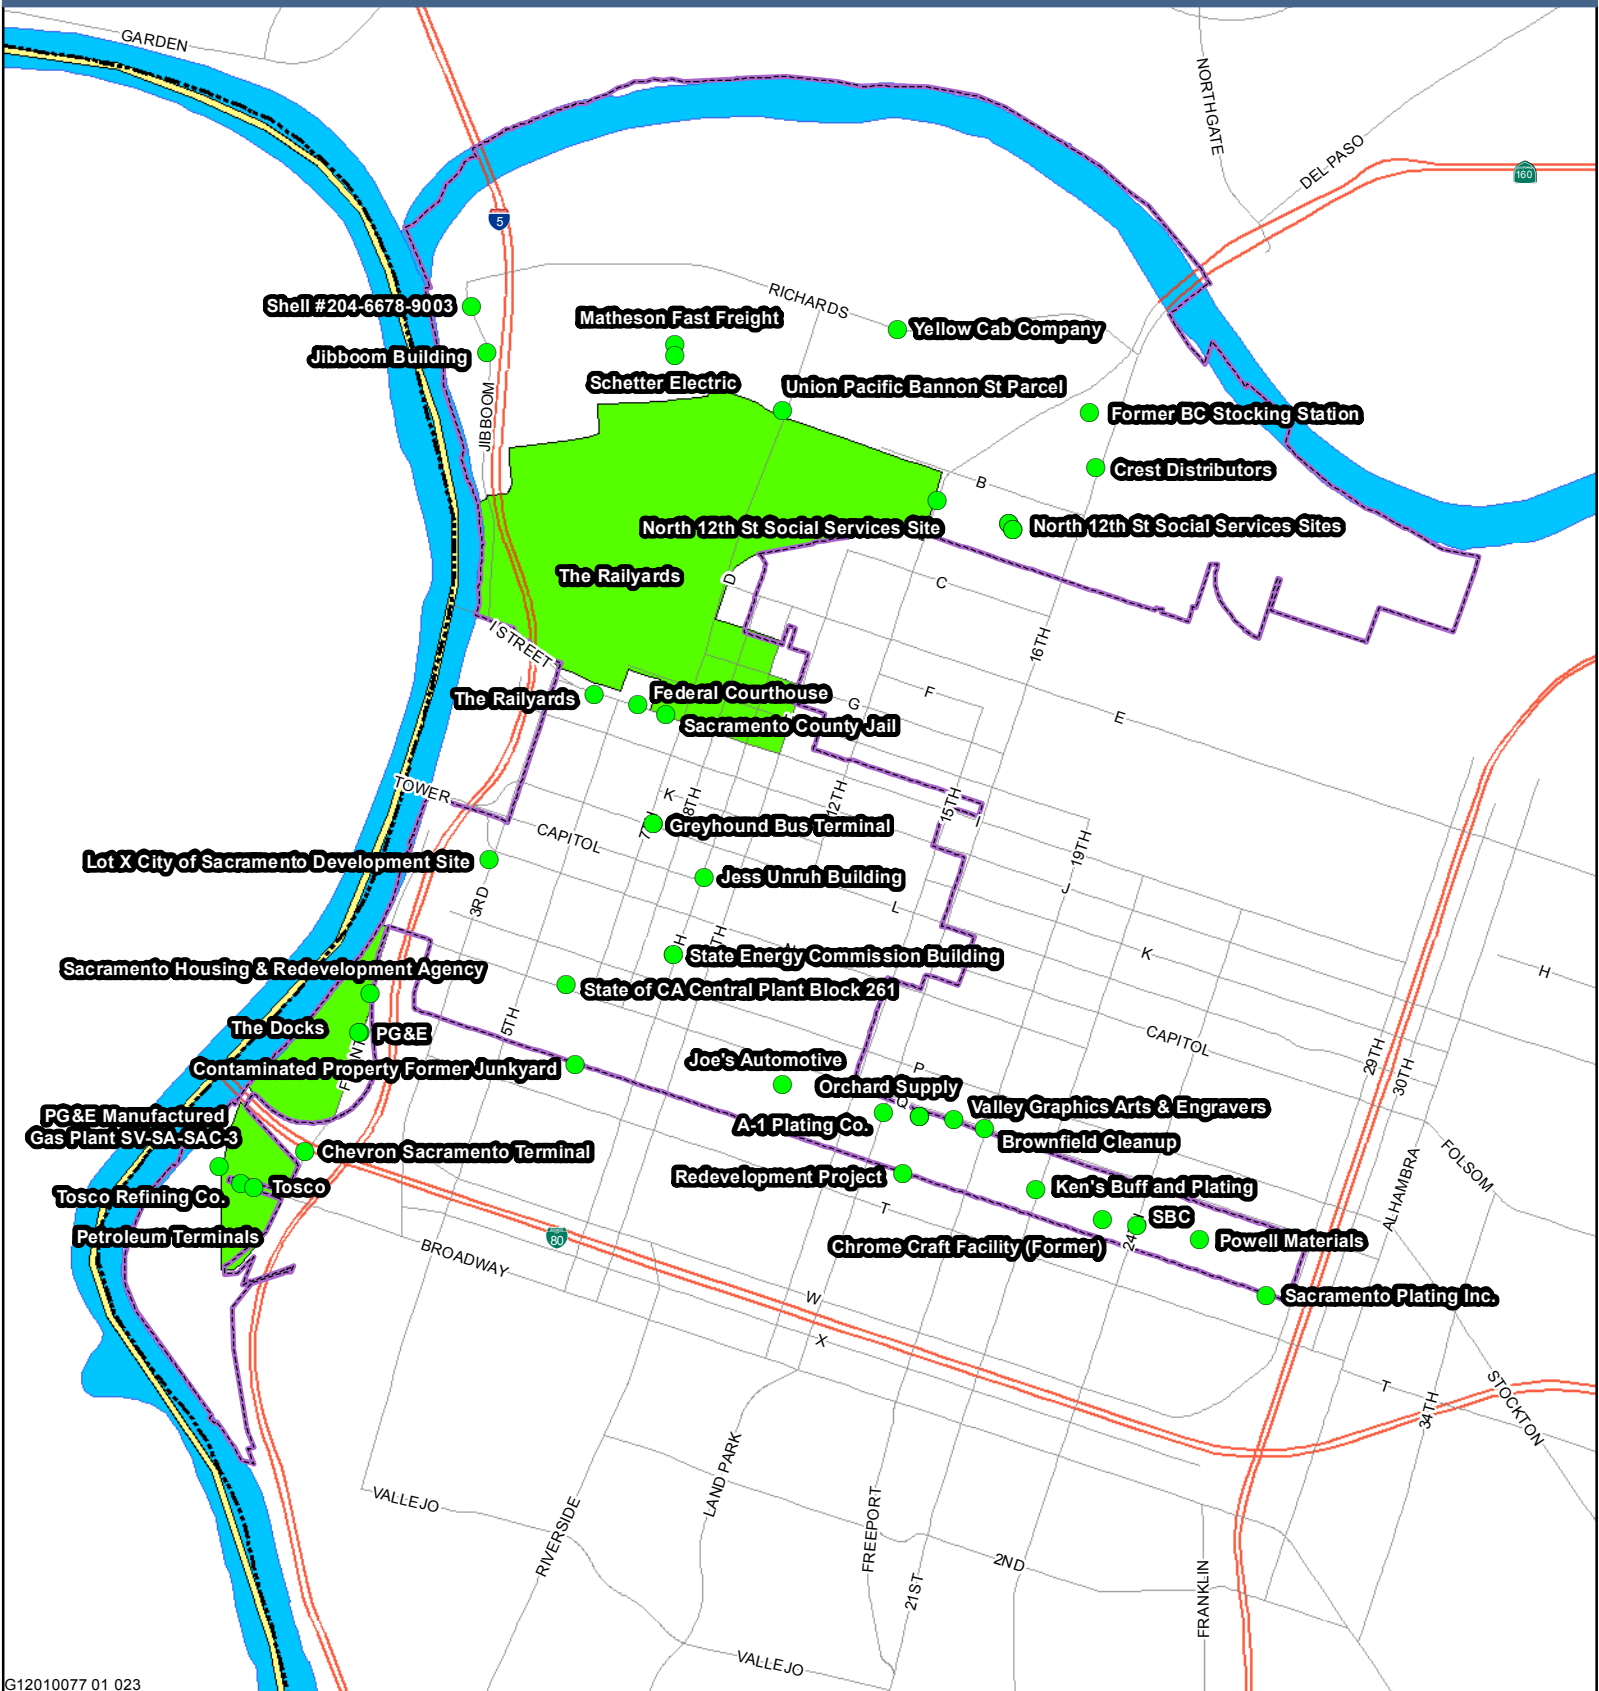 GARDEN
NORTHGATE
DEL PASO
160
5
RICHARDS
Shell #204-6678-9003
Matheson Fast Freight
Yellow Cab Company
Jibboom Building
Schetter Electric
Union Pacific Bannon St Parcel
JIBBOOM
Former BC Stocking Station
Crest Distributors
B
North 12th St Social Services Site
North 12th St Social Services Sites
The Railyards
D
C
I STREET
16TH
The Railyards
Federal Courthouse
F
G
E
Sacramento County Jail
TOWER
K
8TH
12TH
15TH
I
CAPITOL
Greyhound Bus Terminal
19TH
Lot X City of Sacramento Development Site
Jess Unruh Building
J
3RD
L
H
TH
State Energy Commission Building
K
H
Sacramento Housing & Redevelopment Agency
State of CA Central Plant Block 261
The Docks
PG&E
5TH
CAPITOL
Contaminated Property Former Junkyard
Joe's Automotive
P
29TH
30TH
Orchard Supply
Q
PG&E Manufactured
Gas Plant SV-SA-SAC-3
A-1 Plating Co.
Valley Graphics Arts & Engravers
Brownfield Cleanup
Chevron Sacramento Terminal
FOLSOM
Redevelopment Project
ALHAMBRA
Tosco Refining Co.
Tosco
Ken's Buff and Plating
T
SBC
Petroleum Terminals
80
BROADWAY
Chrome Craft Facility (Former)
Powell Materials
W
Sacramento Plating Inc.
X
T
STOCKTON
34TH
VALLEJO
LAND PARK
RIVERSIDE
FREEPORT
2ND
21ST
FRANKLIN
VALLEJO
G12010077 01 023